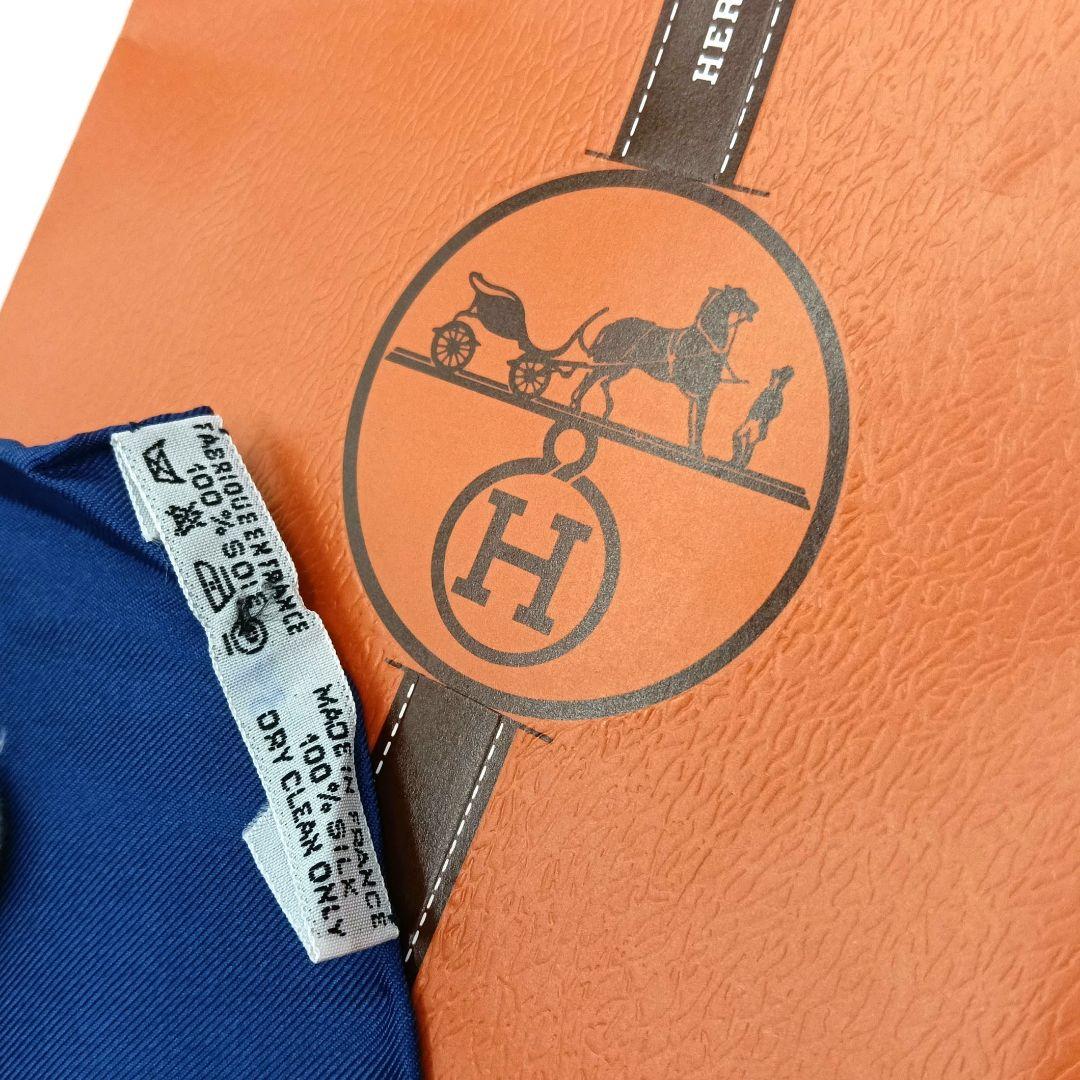 HER
H
FABRIQUE EN FRANCE
100% SOIE
MADE IN FRANCE
100% SILK
DRY CLEAN ONLY